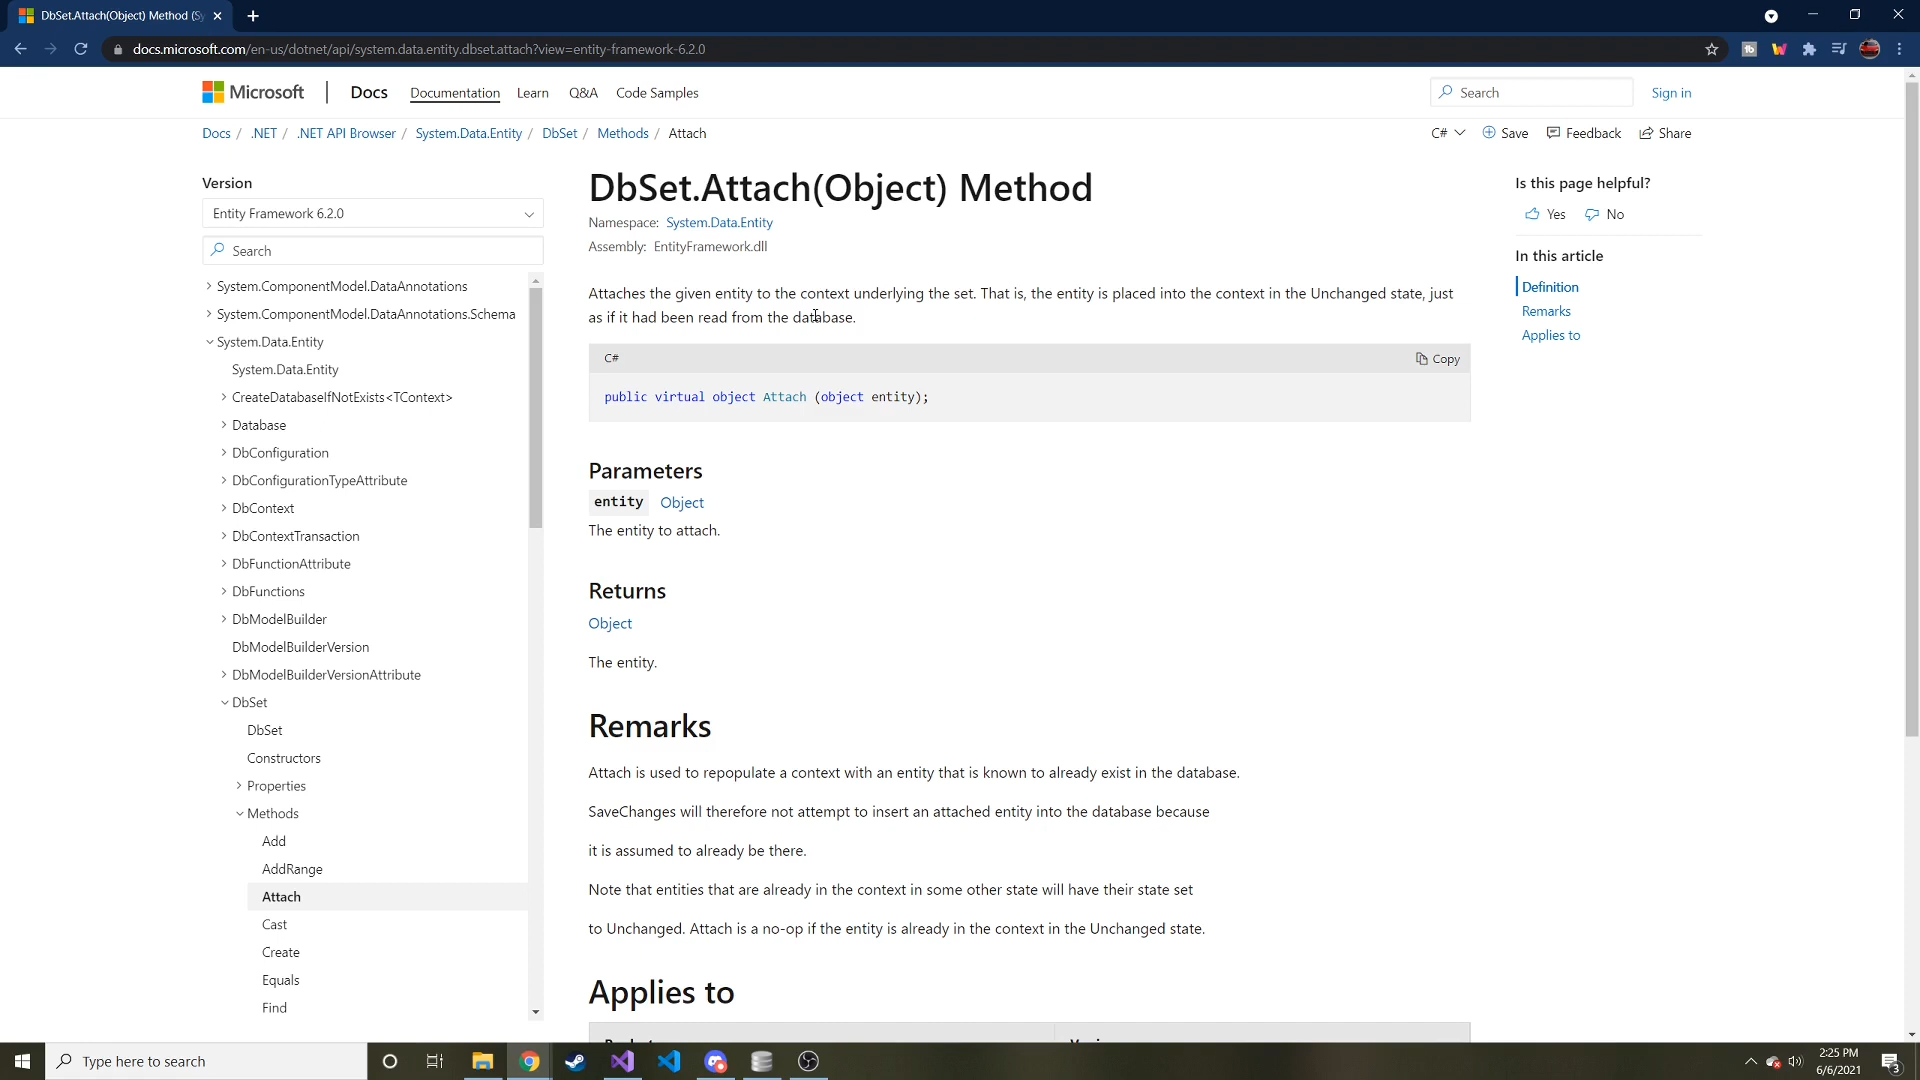 DbSet.Attach(Object) Method (Sy
docs.microsoft.com/en-us/dotnet/api/system.data.entity.dbset.attach?view=entity-framework-6.2.0
Microsoft
Docs
Documentation
Learn
Q&A
Code Samples
Search
Sign in
Docs / .NET / .NET API Browser / System.Data.Entity / DbSet / Methods / Attach
C#
Save
Feedback
Share
Version
Entity Framework 6.2.0
Search
System.ComponentModel.DataAnnotations
System.ComponentModel.DataAnnotations.Schema
System.Data.Entity
System.Data.Entity
CreateDatabaseIfNotExists<TContext>
Database
DbConfiguration
DbConfigurationTypeAttribute
DbContext
DbContextTransaction
DbFunctionAttribute
DbFunctions
DbModelBuilder
DbModelBuilderVersion
DbModelBuilderVersionAttribute
DbSet
DbSet
Constructors
Properties
Methods
Add
AddRange
Attach
Cast
Create
Equals
Find
DbSet.Attach(Object) Method
Namespace: System.Data.Entity
Assembly: EntityFramework.dll
Attaches the given entity to the context underlying the set. That is, the entity is placed into the context in the Unchanged state, just
as if it had been read from the database.
C#
Copy
public virtual object Attach (object entity);
Parameters
entity Object
The entity to attach.
Returns
Object
The entity.
Remarks
Attach is used to repopulate a context with an entity that is known to already exist in the database.
SaveChanges will therefore not attempt to insert an attached entity into the database because
it is assumed to already be there.
Note that entities that are already in the context in some other state will have their state set
to Unchanged. Attach is a no-op if the entity is already in the context in the Unchanged state.
Applies to
Is this page helpful?
Yes
No
In this article
Definition
Remarks
Applies to
Type here to search
2:25 PM
6/6/2021
3